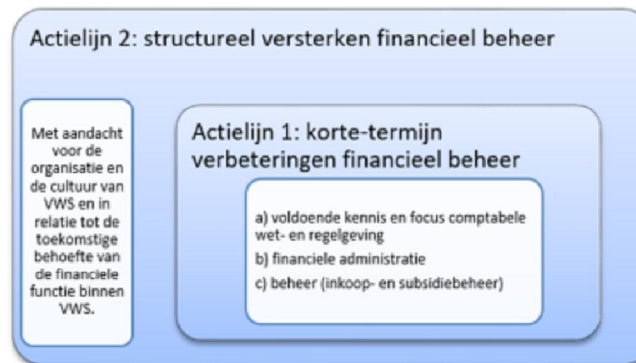 Actielijn 2: structureel versterken financieel beheer
Met aandacht
voor de
organisatie en
de cultuur van
VWS en in
relatie tot de
toekomstige
behoefte van
de financiele
functie binnen
VWS.
Actielijn 1: korte-termijn
verbeteringen financieel beheer
a) voldoende kennis en focus comptabele
wet- en regelgeving
b) financiele administratie
c) beheer (inkoop- en subsidiebeheer)